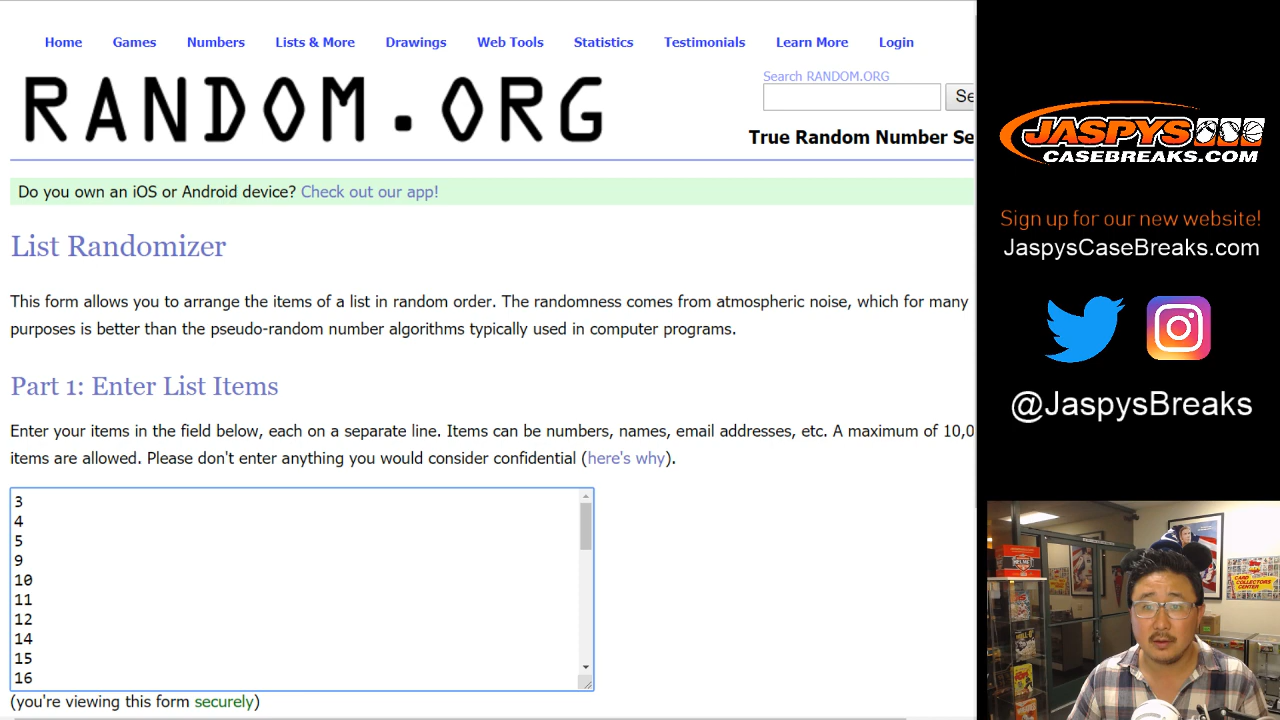 Home Games Numbers Lists & More Drawings Web Tools Statistics Testimonials Learn More Login
RANDOM.ORG
Search RANDOM.ORG
Se
True Random Number Se
Do you own an iOS or Android device? Check out our app!
List Randomizer
This form allows you to arrange the items of a list in random order. The randomness comes from atmospheric noise, which for many
purposes is better than the pseudo-random number algorithms typically used in computer programs.
Part 1: Enter List Items
Enter your items in the field below, each on a separate line. Items can be numbers, names, email addresses, etc. A maximum of 10,0
items are allowed. Please don't enter anything you would consider confidential (here's why).
3
4
5
9
10
11
12
14
15
16
(you're viewing this form securely)
JASPYS
CASEBREAKS.COM
Sign up for our new website!
JaspysCaseBreaks.com
@JaspysBreaks
CARD
COLLECTORS
CENTER